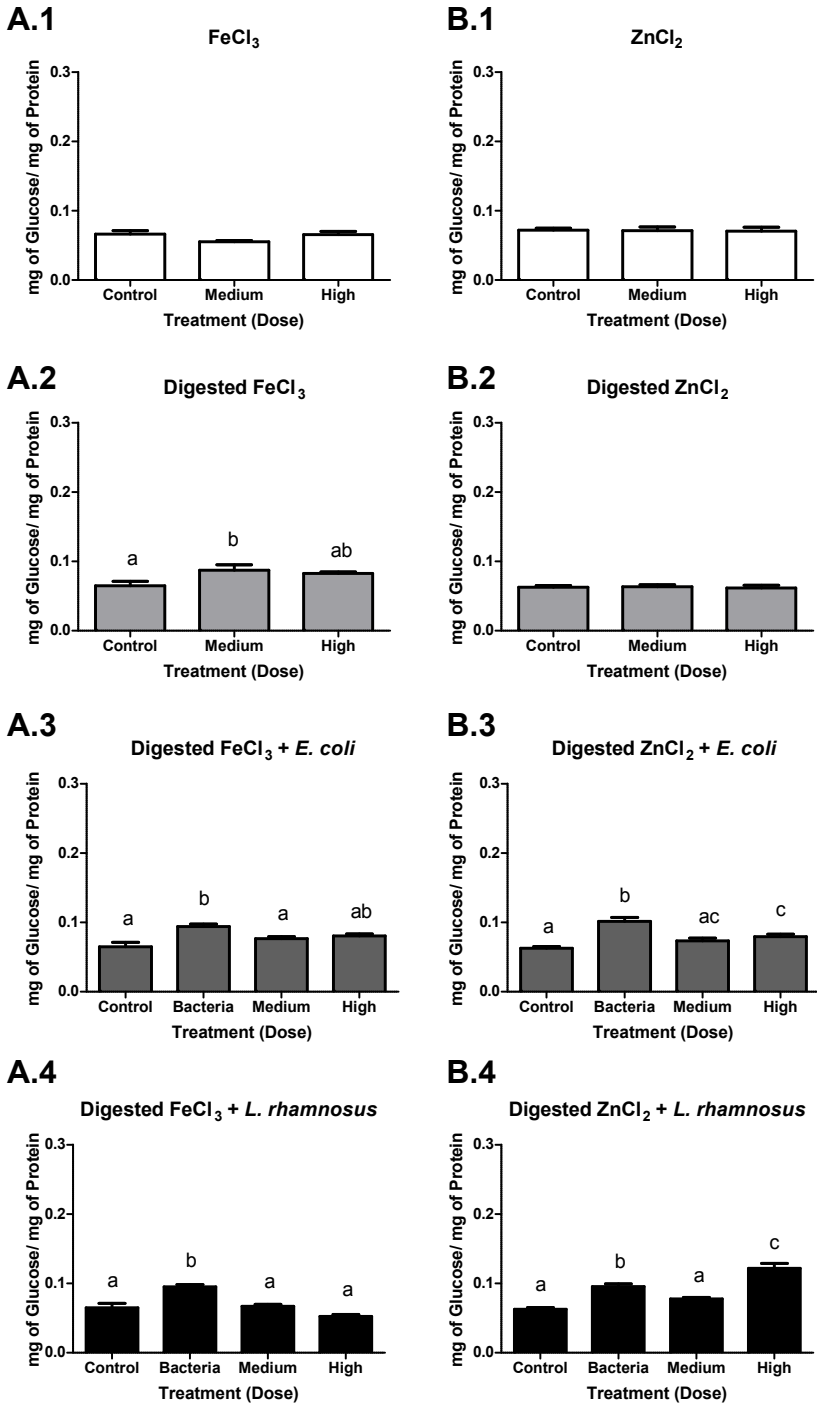 A.1
FeCl3
mg of Glucose/ mg of Protein
0.3
0.2
0.1
0.0
Control Medium High
Treatment (Dose)
B.1
ZnCl2
mg of Glucose/ mg of Protein
0.3
0.2
0.1
0.0
Control Medium High
Treatment (Dose)
A.2
Digested FeCl3
mg of Glucose/ mg of Protein
0.3
0.2
0.1
0.0
a b ab
Control Medium High
Treatment (Dose)
B.2
Digested ZnCl2
mg of Glucose/ mg of Protein
0.3
0.2
0.1
0.0
Control Medium High
Treatment (Dose)
A.3
Digested FeCl3 + E. coli
mg of Glucose/ mg of Protein
0.3
0.2
0.1
0.0
a b a ab
Control Bacteria Medium High
Treatment (Dose)
B.3
Digested ZnCl2 + E. coli
mg of Glucose/ mg of Protein
0.3
0.2
0.1
0.0
a b ac c
Control Bacteria Medium High
Treatment (Dose)
A.4
Digested FeCl3 + L. rhamnosus
mg of Glucose/ mg of Protein
0.3
0.2
0.1
0.0
a b a a
Control Bacteria Medium High
Treatment (Dose)
B.4
Digested ZnCl2 + L. rhamnosus
mg of Glucose/ mg of Protein
0.3
0.2
0.1
0.0
a b a c
Control Bacteria Medium High
Treatment (Dose)